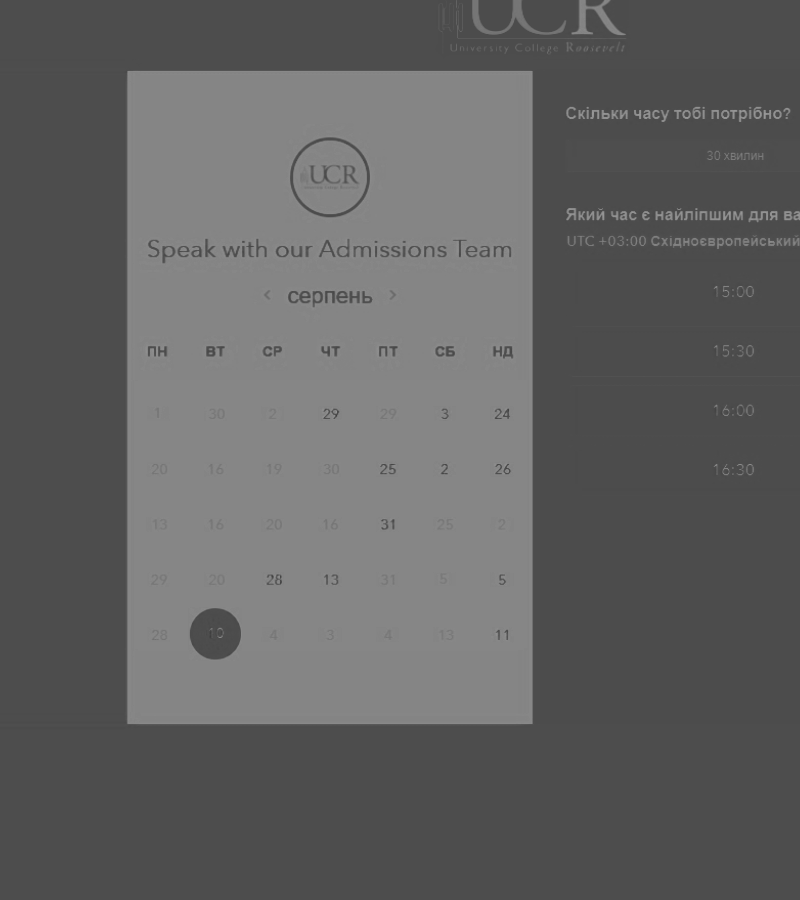 UCR
University College Roosevelt
UCR
Speak with our Admissions Team
‹ серпень ›
ПН ВТ СР ЧТ ПТ СБ НД
1 30 2 29 29 3 24
20 16 19 30 25 2 26
13 16 20 16 31 25 2
29 20 28 13 31 5 5
28 10 4 3 4 13 11
Скільки часу тобі потрібно?
30 хвилин
Який час є найліпшим для ва
UTC +03:00 Східноєвропейський
15:00
15:30
16:00
16:30